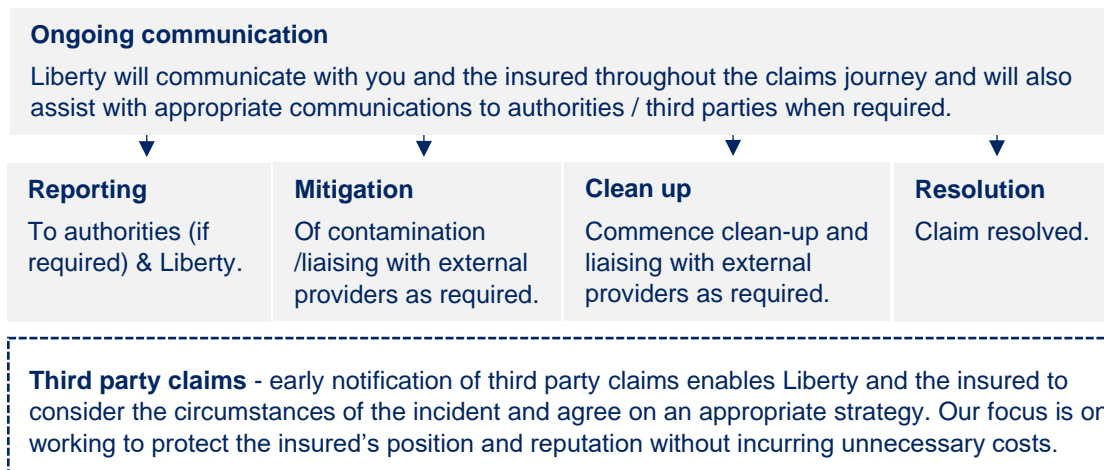 Ongoing communication
Liberty will communicate with you and the insured throughout the claims journey and will also
assist with appropriate communications to authorities / third parties when required.
Reporting
To authorities (if
required) & Liberty.
Mitigation
Of contamination
/liaising with external
providers as required.
Clean up
Commence clean-up and
liaising with external
providers as required.
Resolution
Claim resolved.
Third party claims - early notification of third party claims enables Liberty and the insured to
consider the circumstances of the incident and agree on an appropriate strategy. Our focus is on
working to protect the insured's position and reputation without incurring unnecessary costs.